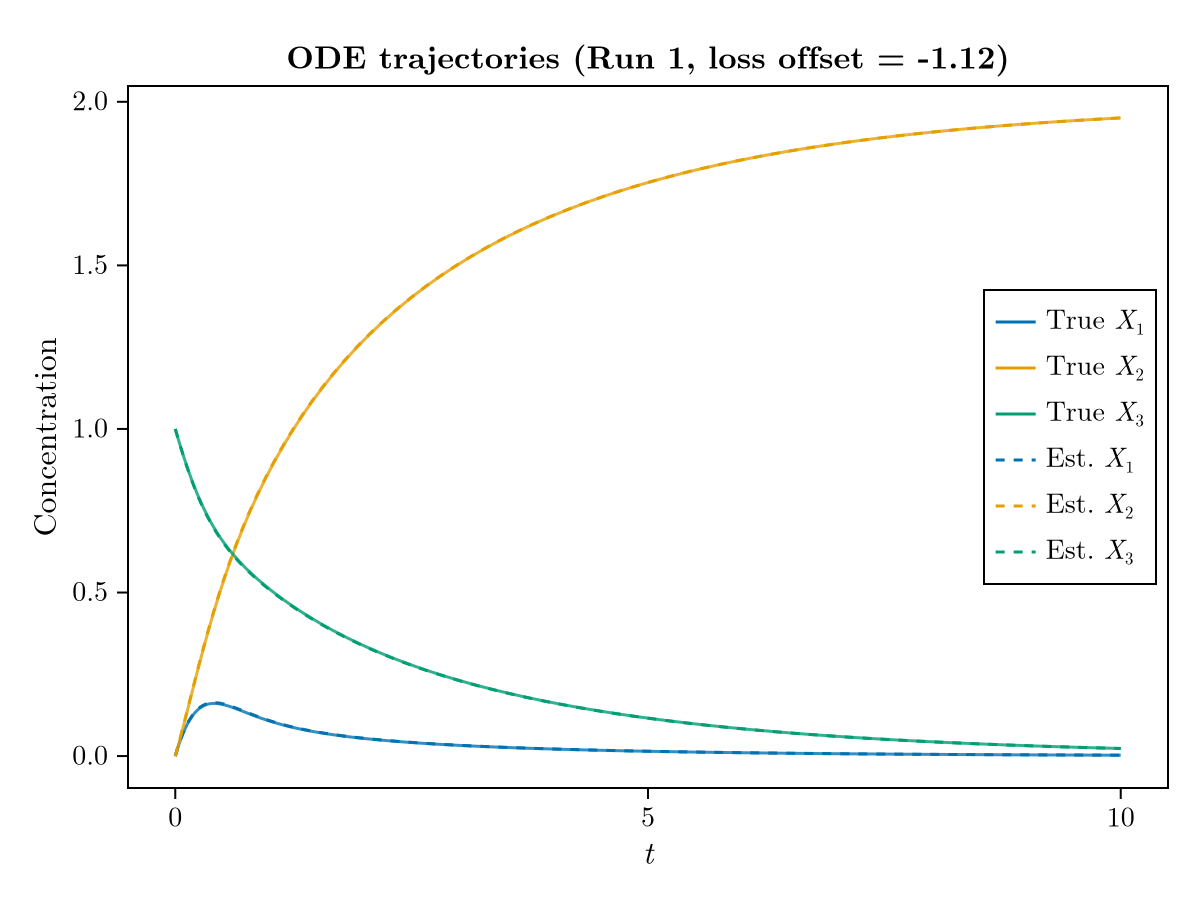 ODE trajectories (Run 1, loss offset = -1.12)
2.0
1.5
1.0
0.5
0.0
Concentration
0
5
10
t
True X₁
True X₂
True X₃
Est. X₁
Est. X₂
Est. X₃